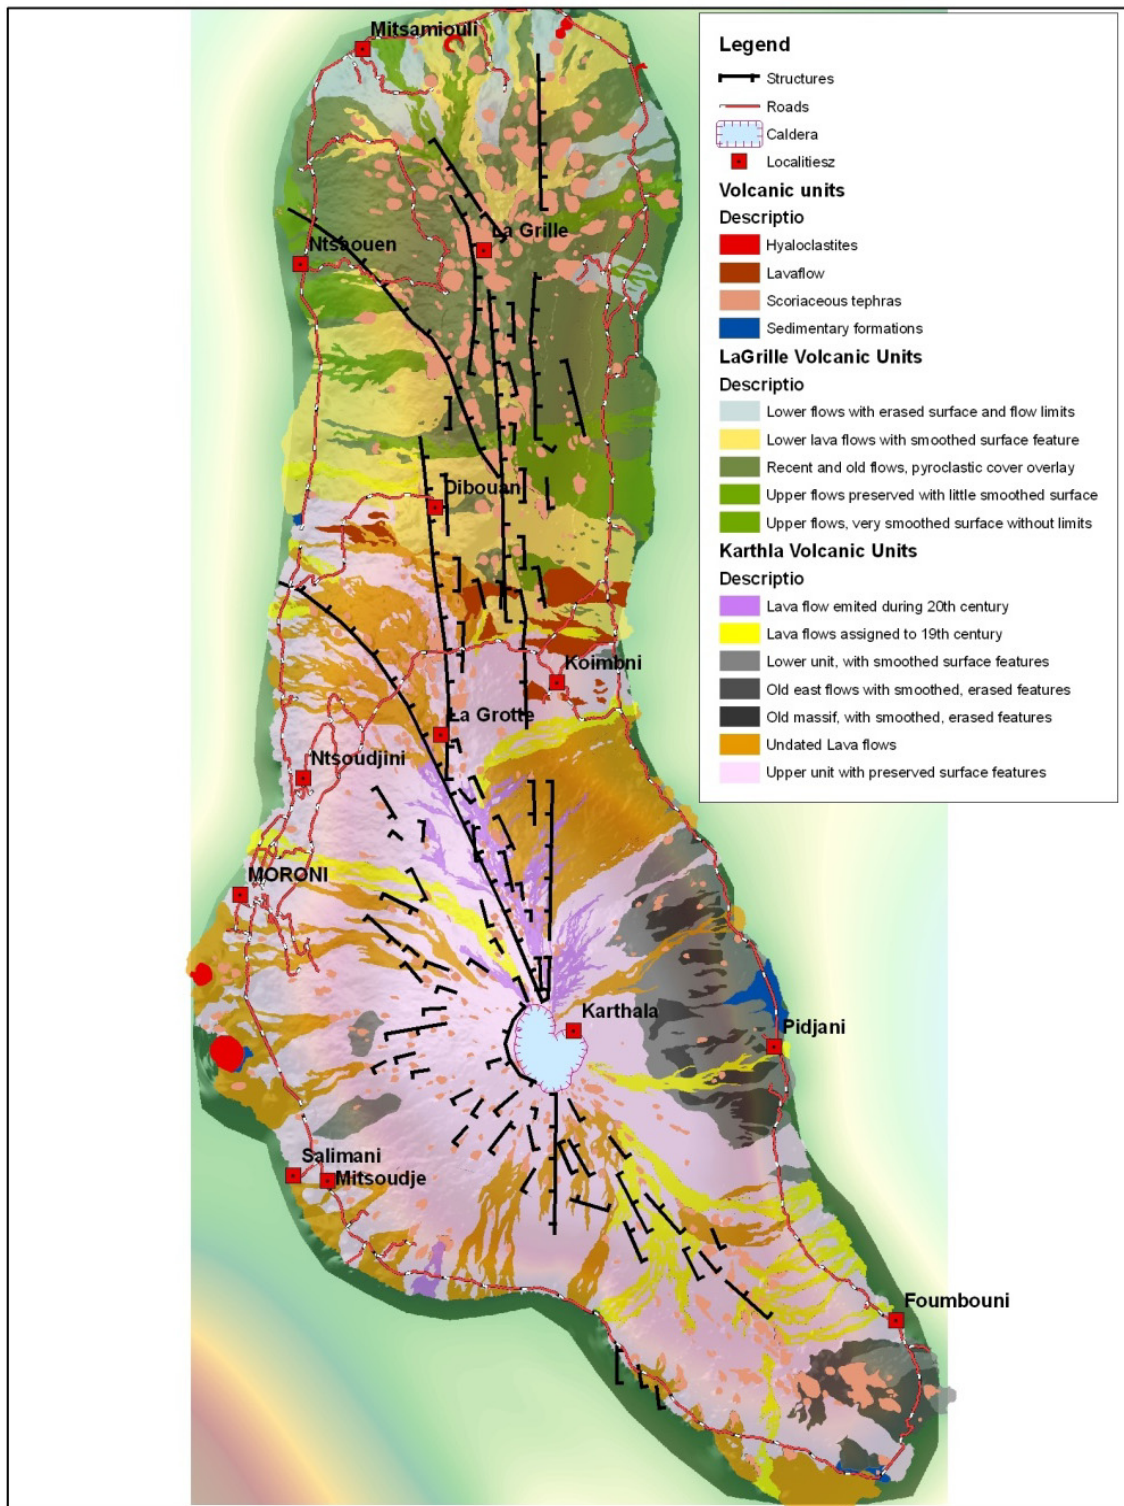 Mitsamiouli
La Grille
Ntsaouen
Dibouan
Koimbni
La Grotte
Ntsoudjini
MORONI
Karthala
Pidjani
Salimani
Mitsoudje
Foumbouni
Legend
Structures
Roads
Caldera
Localitiesz
Volcanic units
Descriptio
Hyaloclastites
Lavaflow
Scoriaceous tephras
Sedimentary formations
LaGrille Volcanic Units
Descriptio
Lower flows with erased surface and flow limits
Lower lava flows with smoothed surface feature
Recent and old flows, pyroclastic cover overlay
Upper flows preserved with little smoothed surface
Upper flows, very smoothed surface without limits
Karthla Volcanic Units
Descriptio
Lava flow emited during 20th century
Lava flows assigned to 19th century
Lower unit, with smoothed surface features
Old east flows with smoothed, erased features
Old massif, with smoothed, erased features
Undated Lava flows
Upper unit with preserved surface features